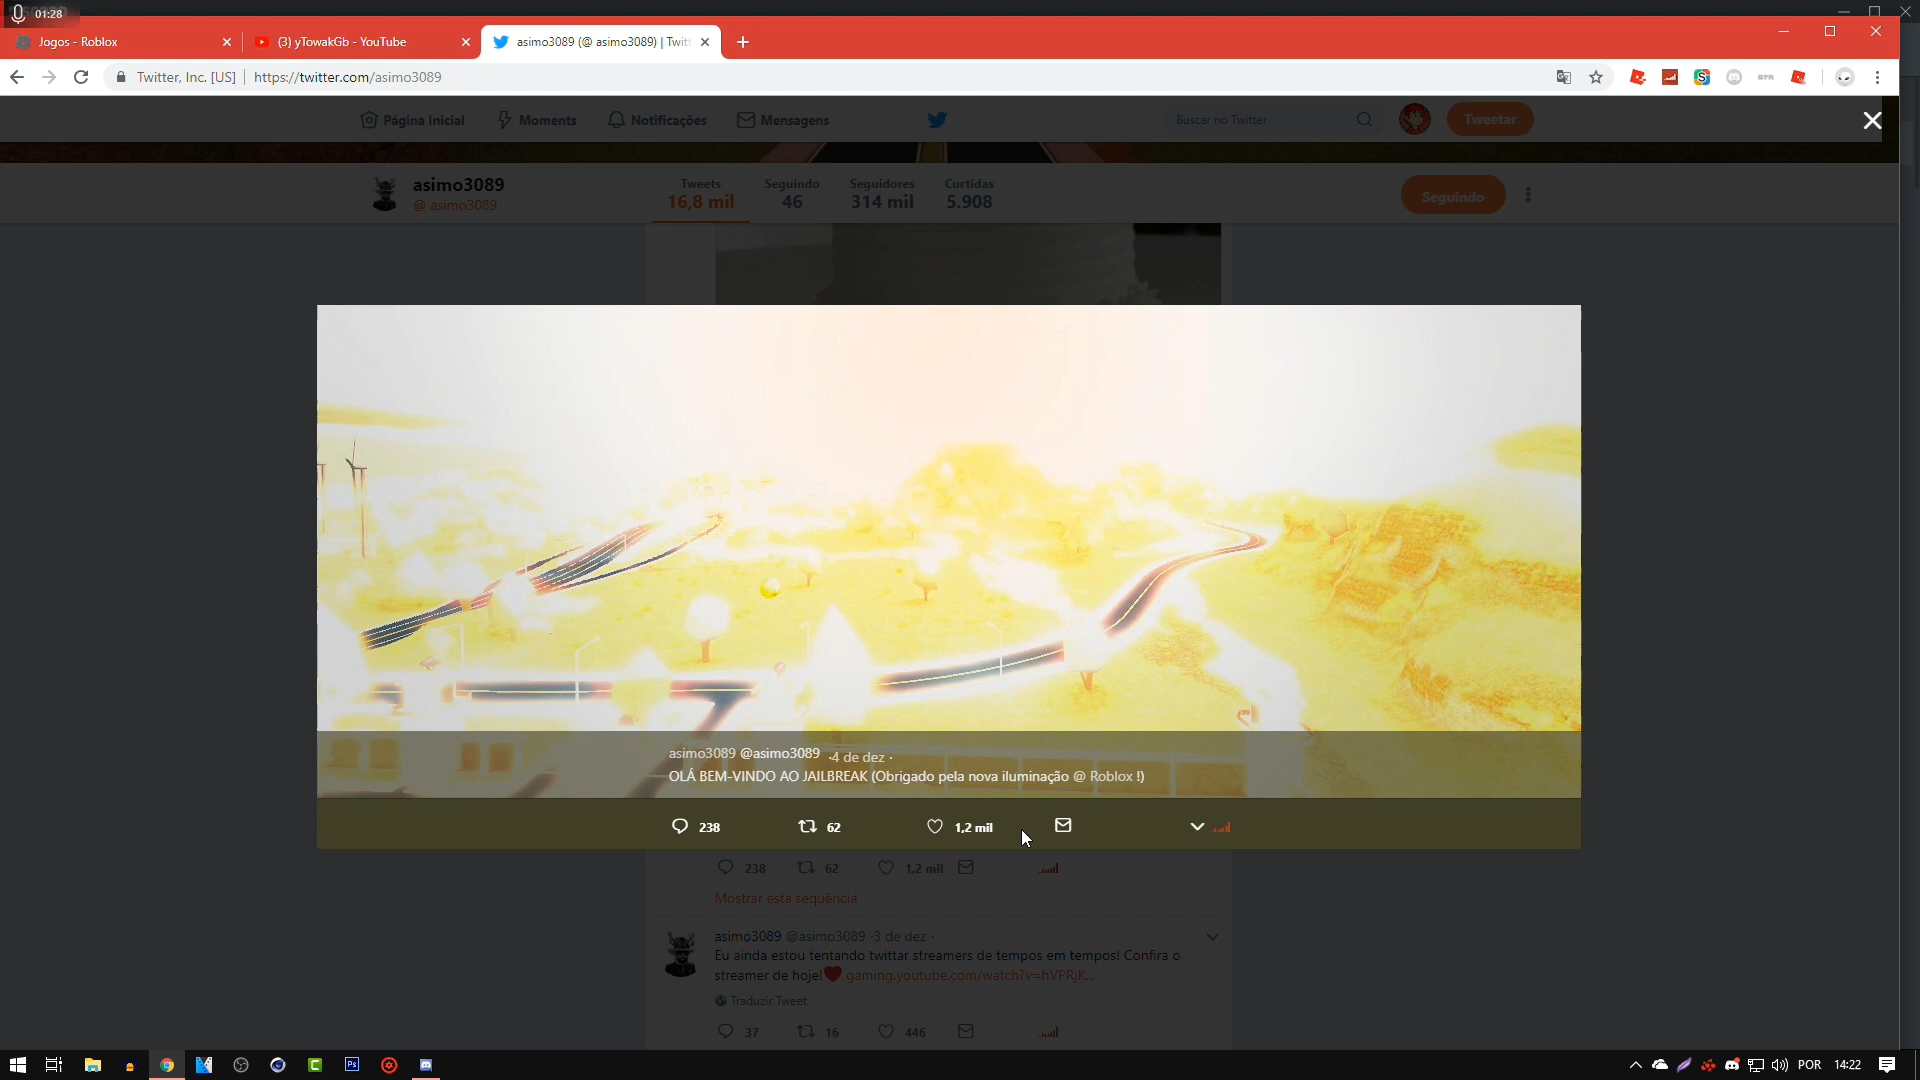 01:28
Jogos - Roblox
(3) yTowakGb - YouTube
asimo3089 (@ asimo3089) | Twitt
Twitter, Inc. [US]
https://twitter.com/asimo3089
Página Inicial
Moments
Notificações
Mensagens
Buscar no Twitter
Tweetar
asimo3089
@ asimo3089
Tweets
16,8 mil
Seguindo
46
Seguidores
314 mil
Curtidas
5.908
Seguindo
asimo3089 @asimo3089 ·4 de dez ·
OLÁ BEM-VINDO AO JAILBREAK (Obrigado pela nova iluminação @ Roblox !)
238
62
1,2 mil
238
62
1,2 mil
Mostrar esta sequência
asimo3089 @asimo3089 ·3 de dez ·
Eu ainda estou tentando twittar streamers de tempos em tempos! Confira o
streamer de hoje! gaming.youtube.com/watch?v=hVPRjK...
Traduzir Tweet
37
16
446
POR
14:22